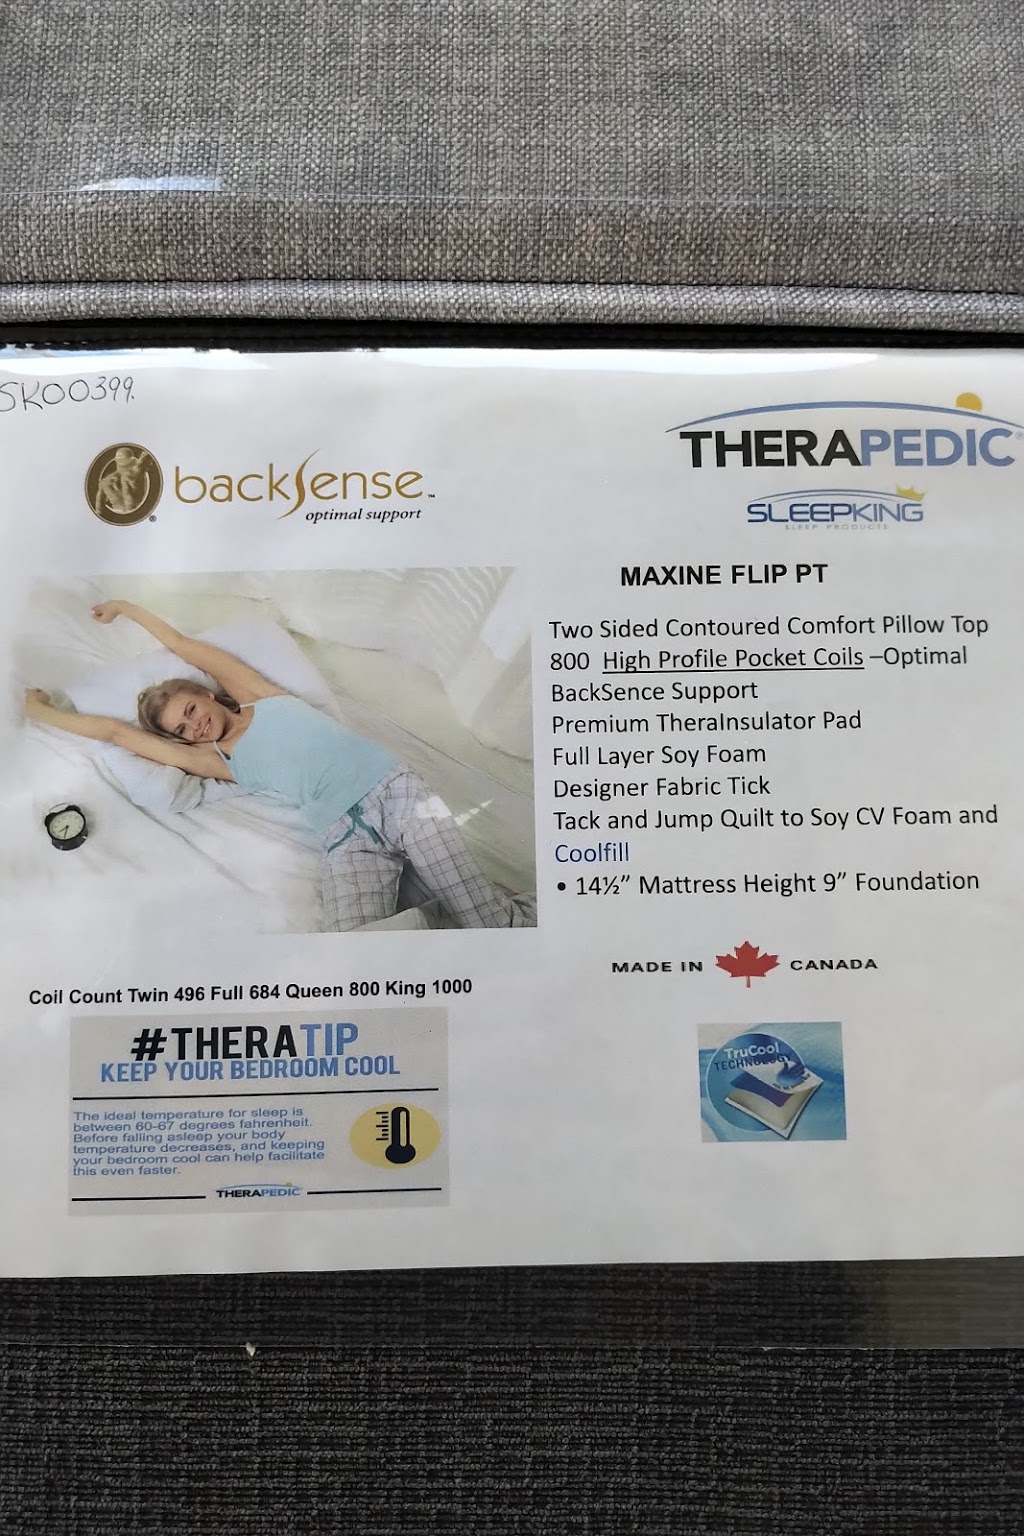 SK00399.
backSense™
optimal support
THERAPEDIC®
SLEEPKING
SLEEP PRODUCTS
MAXINE FLIP PT
Two Sided Contoured Comfort Pillow Top
800 High Profile Pocket Coils –Optimal
BackSence Support
Premium TheraInsulator Pad
Full Layer Soy Foam
Designer Fabric Tick
Tack and Jump Quilt to Soy CV Foam and
Coolfill
• 14½” Mattress Height 9” Foundation
MADE IN CANADA
Coil Count Twin 496 Full 684 Queen 800 King 1000
#THERATIP
KEEP YOUR BEDROOM COOL
The ideal temperature for sleep is
between 60-67 degrees fahrenheit.
Before falling asleep your body
temperature decreases, and keeping
your bedroom cool can help facilitate
this even faster.
THERAPEDIC
TruCool
TECHNOLOGY